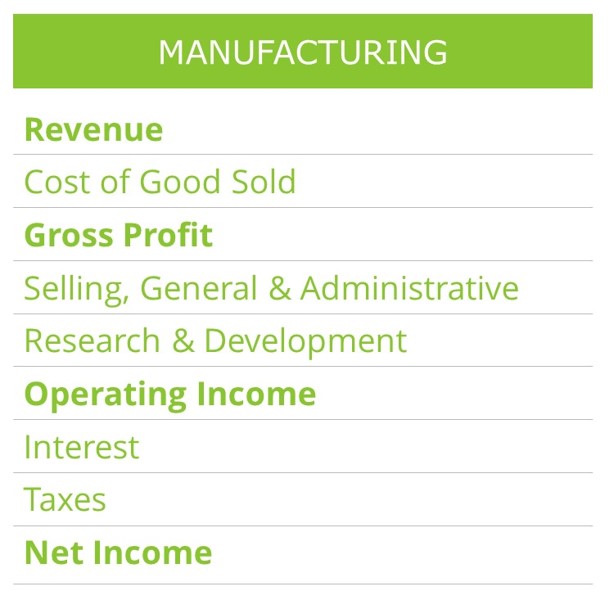 MANUFACTURING
Revenue
Cost of Good Sold
Gross Profit
Selling, General & Administrative
Research & Development
Operating Income
Interest
Taxes
Net Income